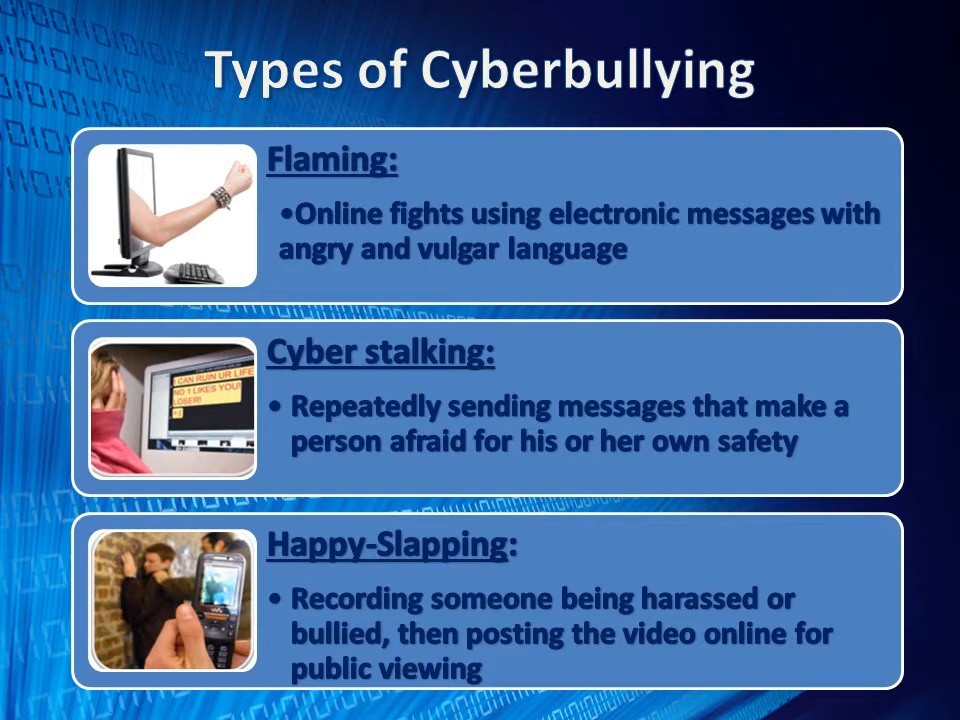 Types of Cyberbullying
Flaming:
•Online fights using electronic messages with
angry and vulgar language
I CAN RUIN UR LIFE
NO 1 LIKES YOU!
LOSER!
Cyber stalking:
• Repeatedly sending messages that make a
person afraid for his or her own safety
Happy-Slapping:
• Recording someone being harassed or
bullied, then posting the video online for
public viewing